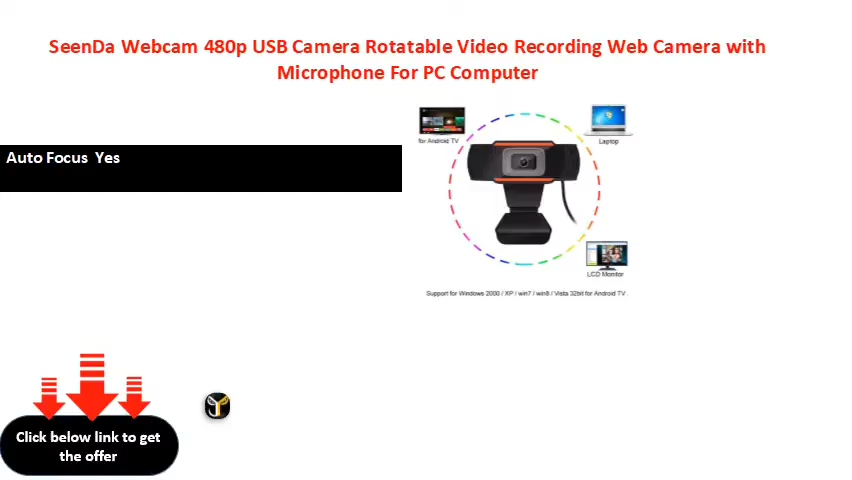 SeenDa Webcam 480p USB Camera Rotatable Video Recording Web Camera with
Microphone For PC Computer
for Android TV
Laptop
Auto Focus Yes
LCD Monitor
Support for Windows 2000 / XP / win7 / win8 / Vista 32bit for Android TV .
Click below link to get
the offer